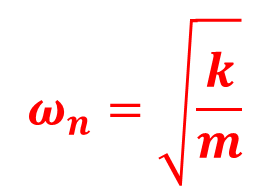 ωₙ = √(k/m)